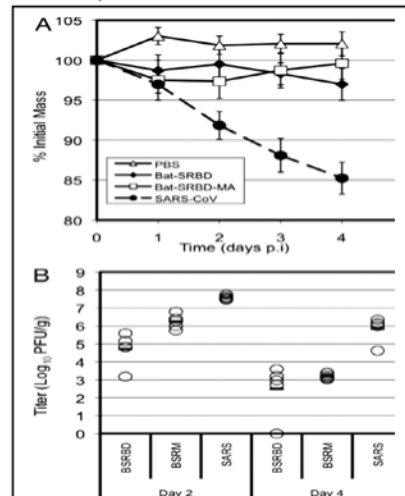 A
105
100
95
90
85
80
% Initial Mass
PBS
Bat-SRBD
Bat-SRBD-MA
SARS-CoV
0 1 2 3 4
Time (days p.i)
B
9
8
7
6
5
4
3
2
1
0
Titer (Log10 PFU/g)
BSRBD BSRM SARS BSRBD BSRM SARS
Day 2 Day 4